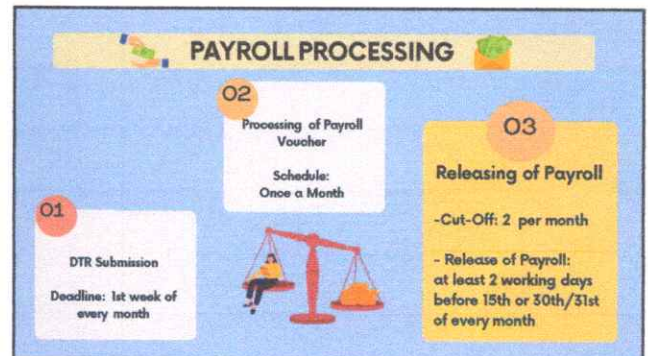 PAYROLL PROCESSING
01
DTR Submission
Deadline: 1st week of
every month
02
Processing of Payroll
Voucher
Schedule:
Once a Month
03
Releasing of Payroll
-Cut-Off: 2 per month
- Release of Payroll:
at least 2 working days
before 15th or 30th/31st
of every month